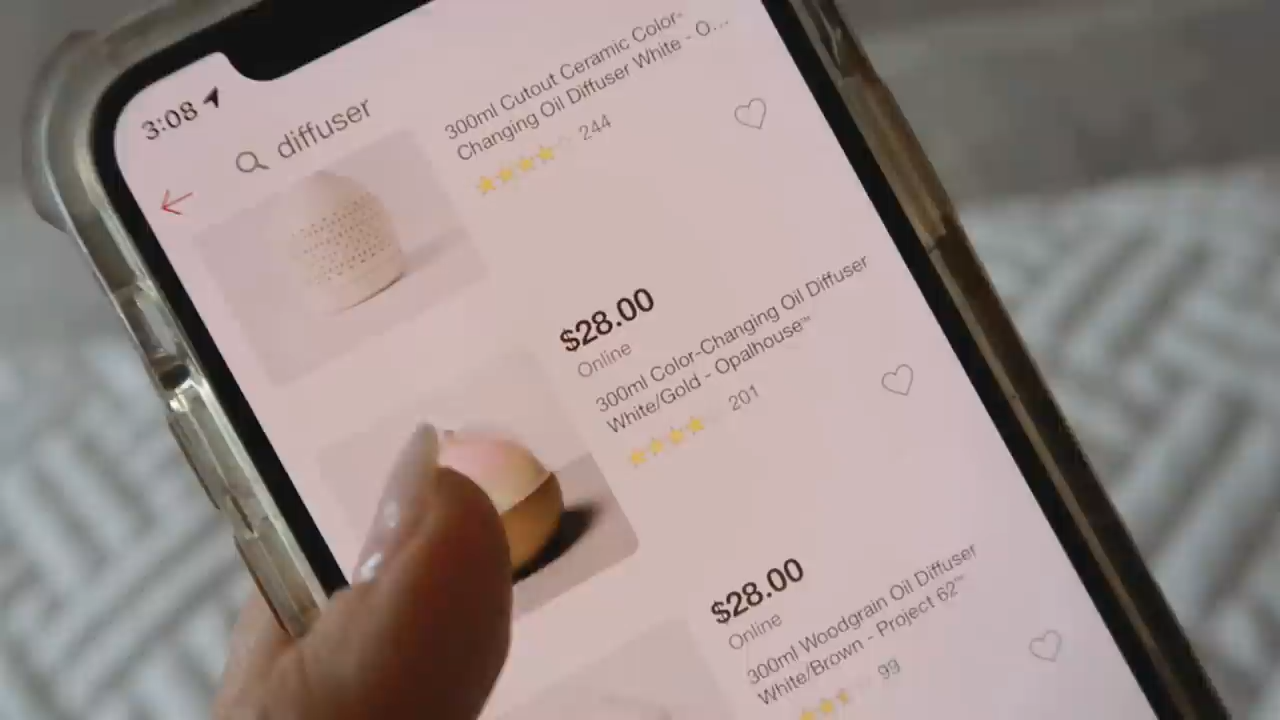 3:08
diffuser
300ml Cutout Ceramic Color-
Changing Oil Diffuser White - O...
244
$28.00
Online
300ml Color-Changing Oil Diffuser
White/Gold - Opalhouse™
201
$28.00
Online
300ml Woodgrain Oil Diffuser
White/Brown - Project 62™
99